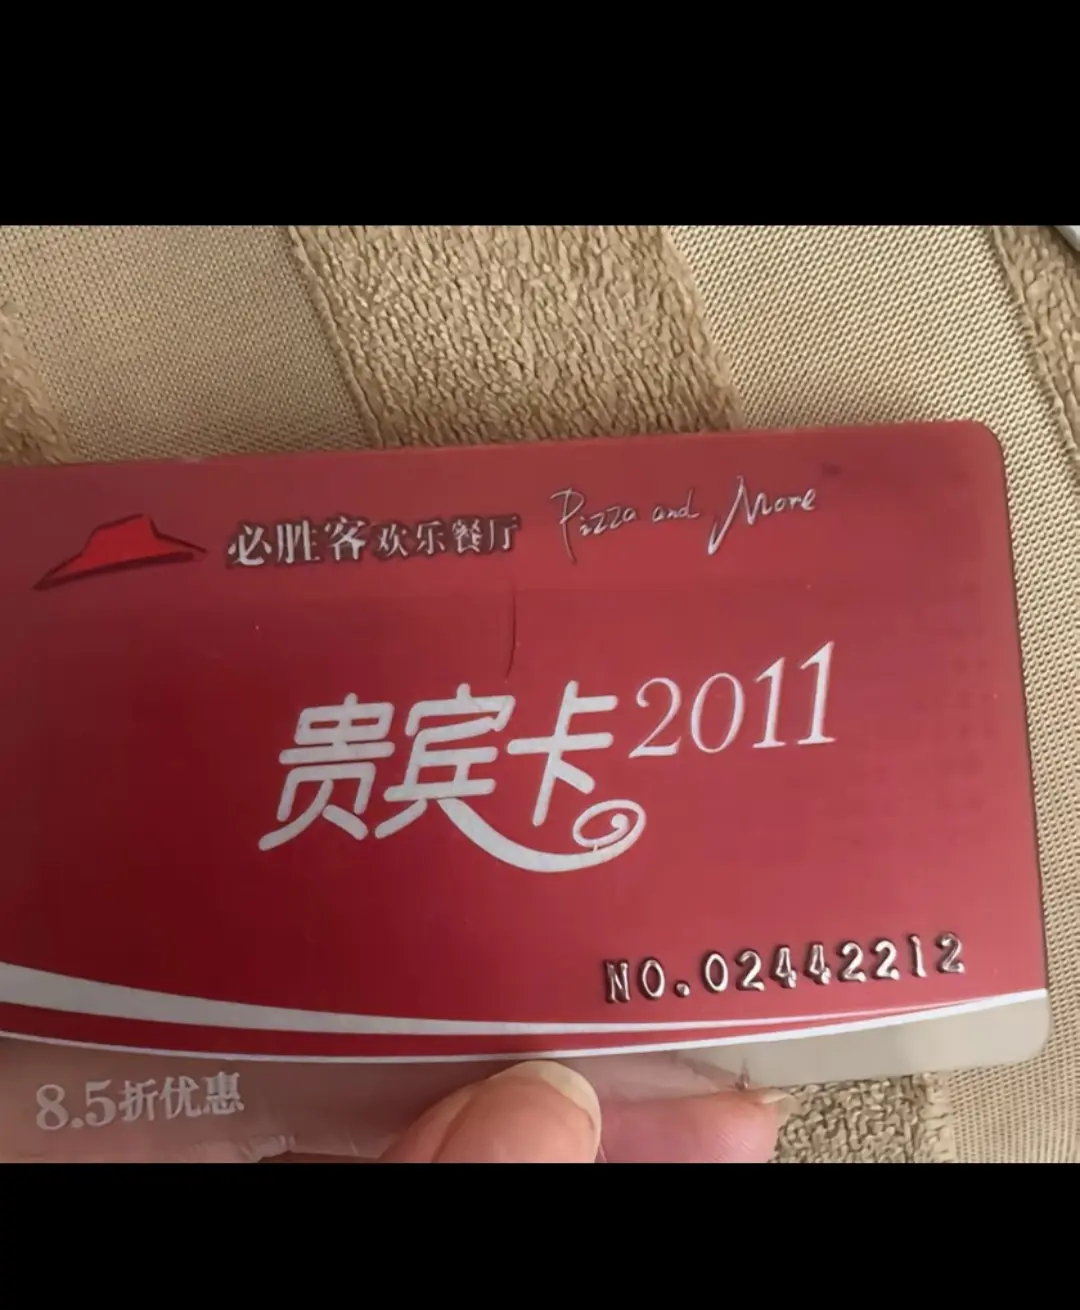 必胜客欢乐餐厅 Pizza and More
贵宾卡2011
NO.02442212
8.5折优惠